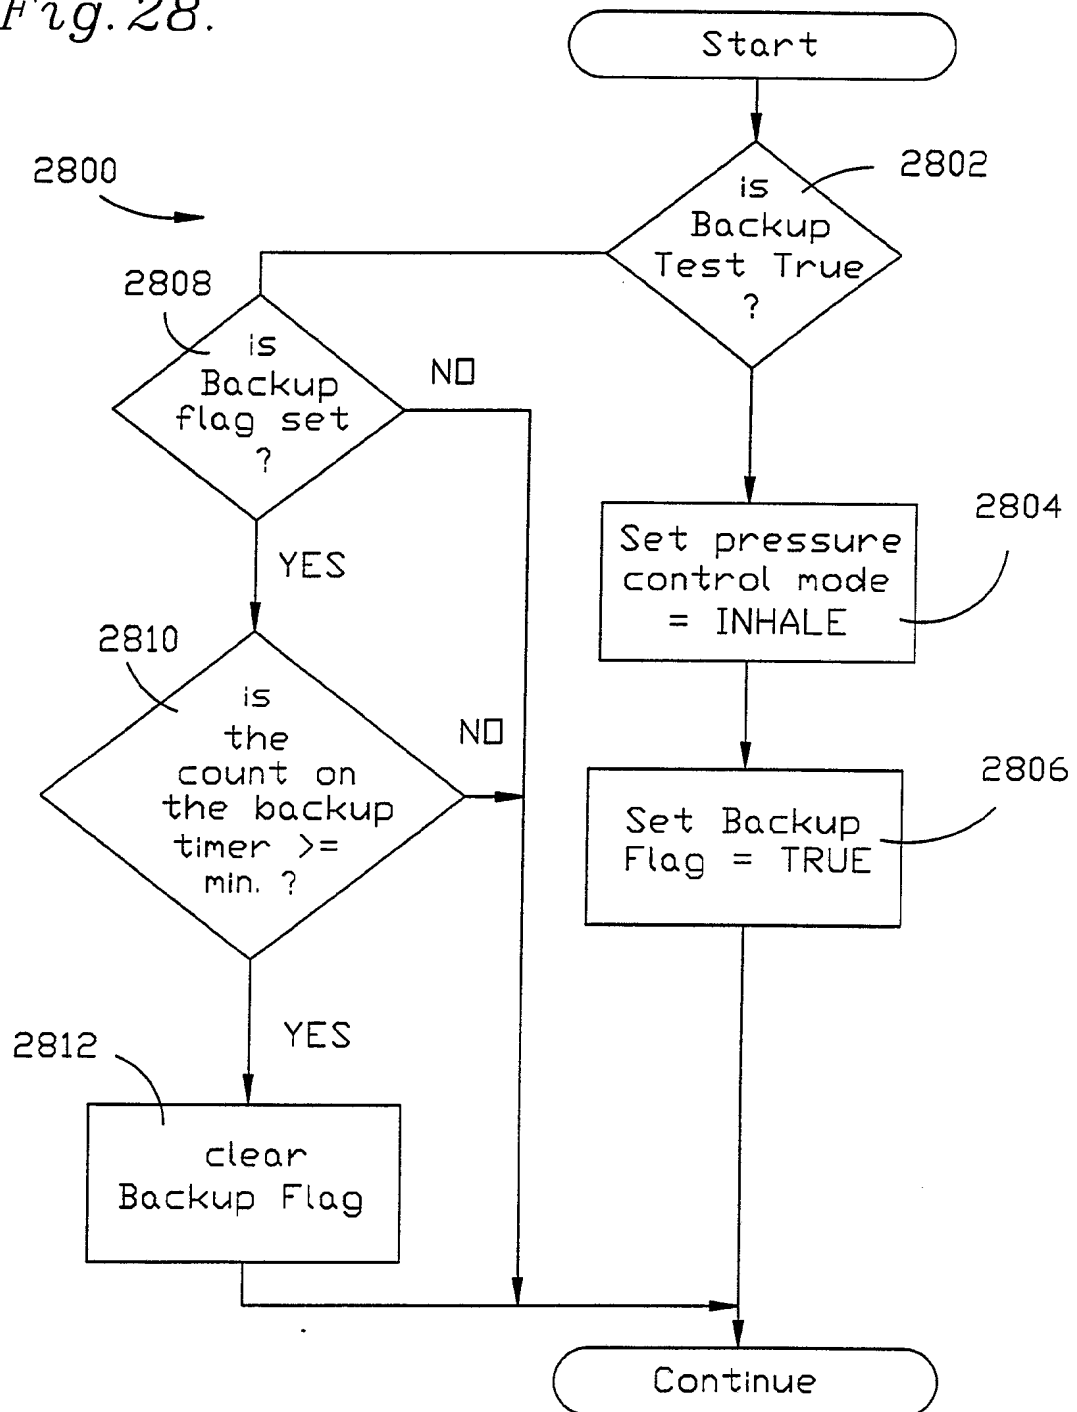 Fig. 28.
Start
2800
2802
is
Backup
Test True
?
2808
is
Backup
flag set
?
NO
YES
2804
Set pressure
control mode
= INHALE
2810
is
the
count on
the backup
timer >=
min. ?
NO
YES
2806
Set Backup
Flag = TRUE
2812
clear
Backup Flag
Continue